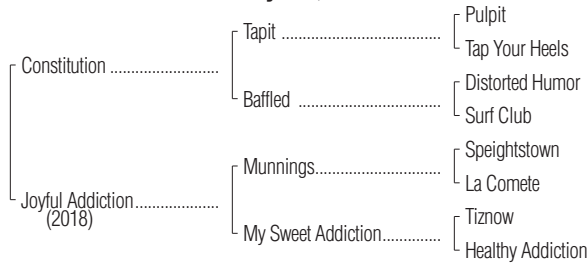 Pulpit
Tapit ........................................
Tap Your Heels
Constitution ...........................
Distorted Humor
Baffled ....................................
Surf Club
Speightstown
Munnings................................
La Comete
Joyful Addiction.....................
(2018)
Tiznow
My Sweet Addiction...............
Healthy Addiction